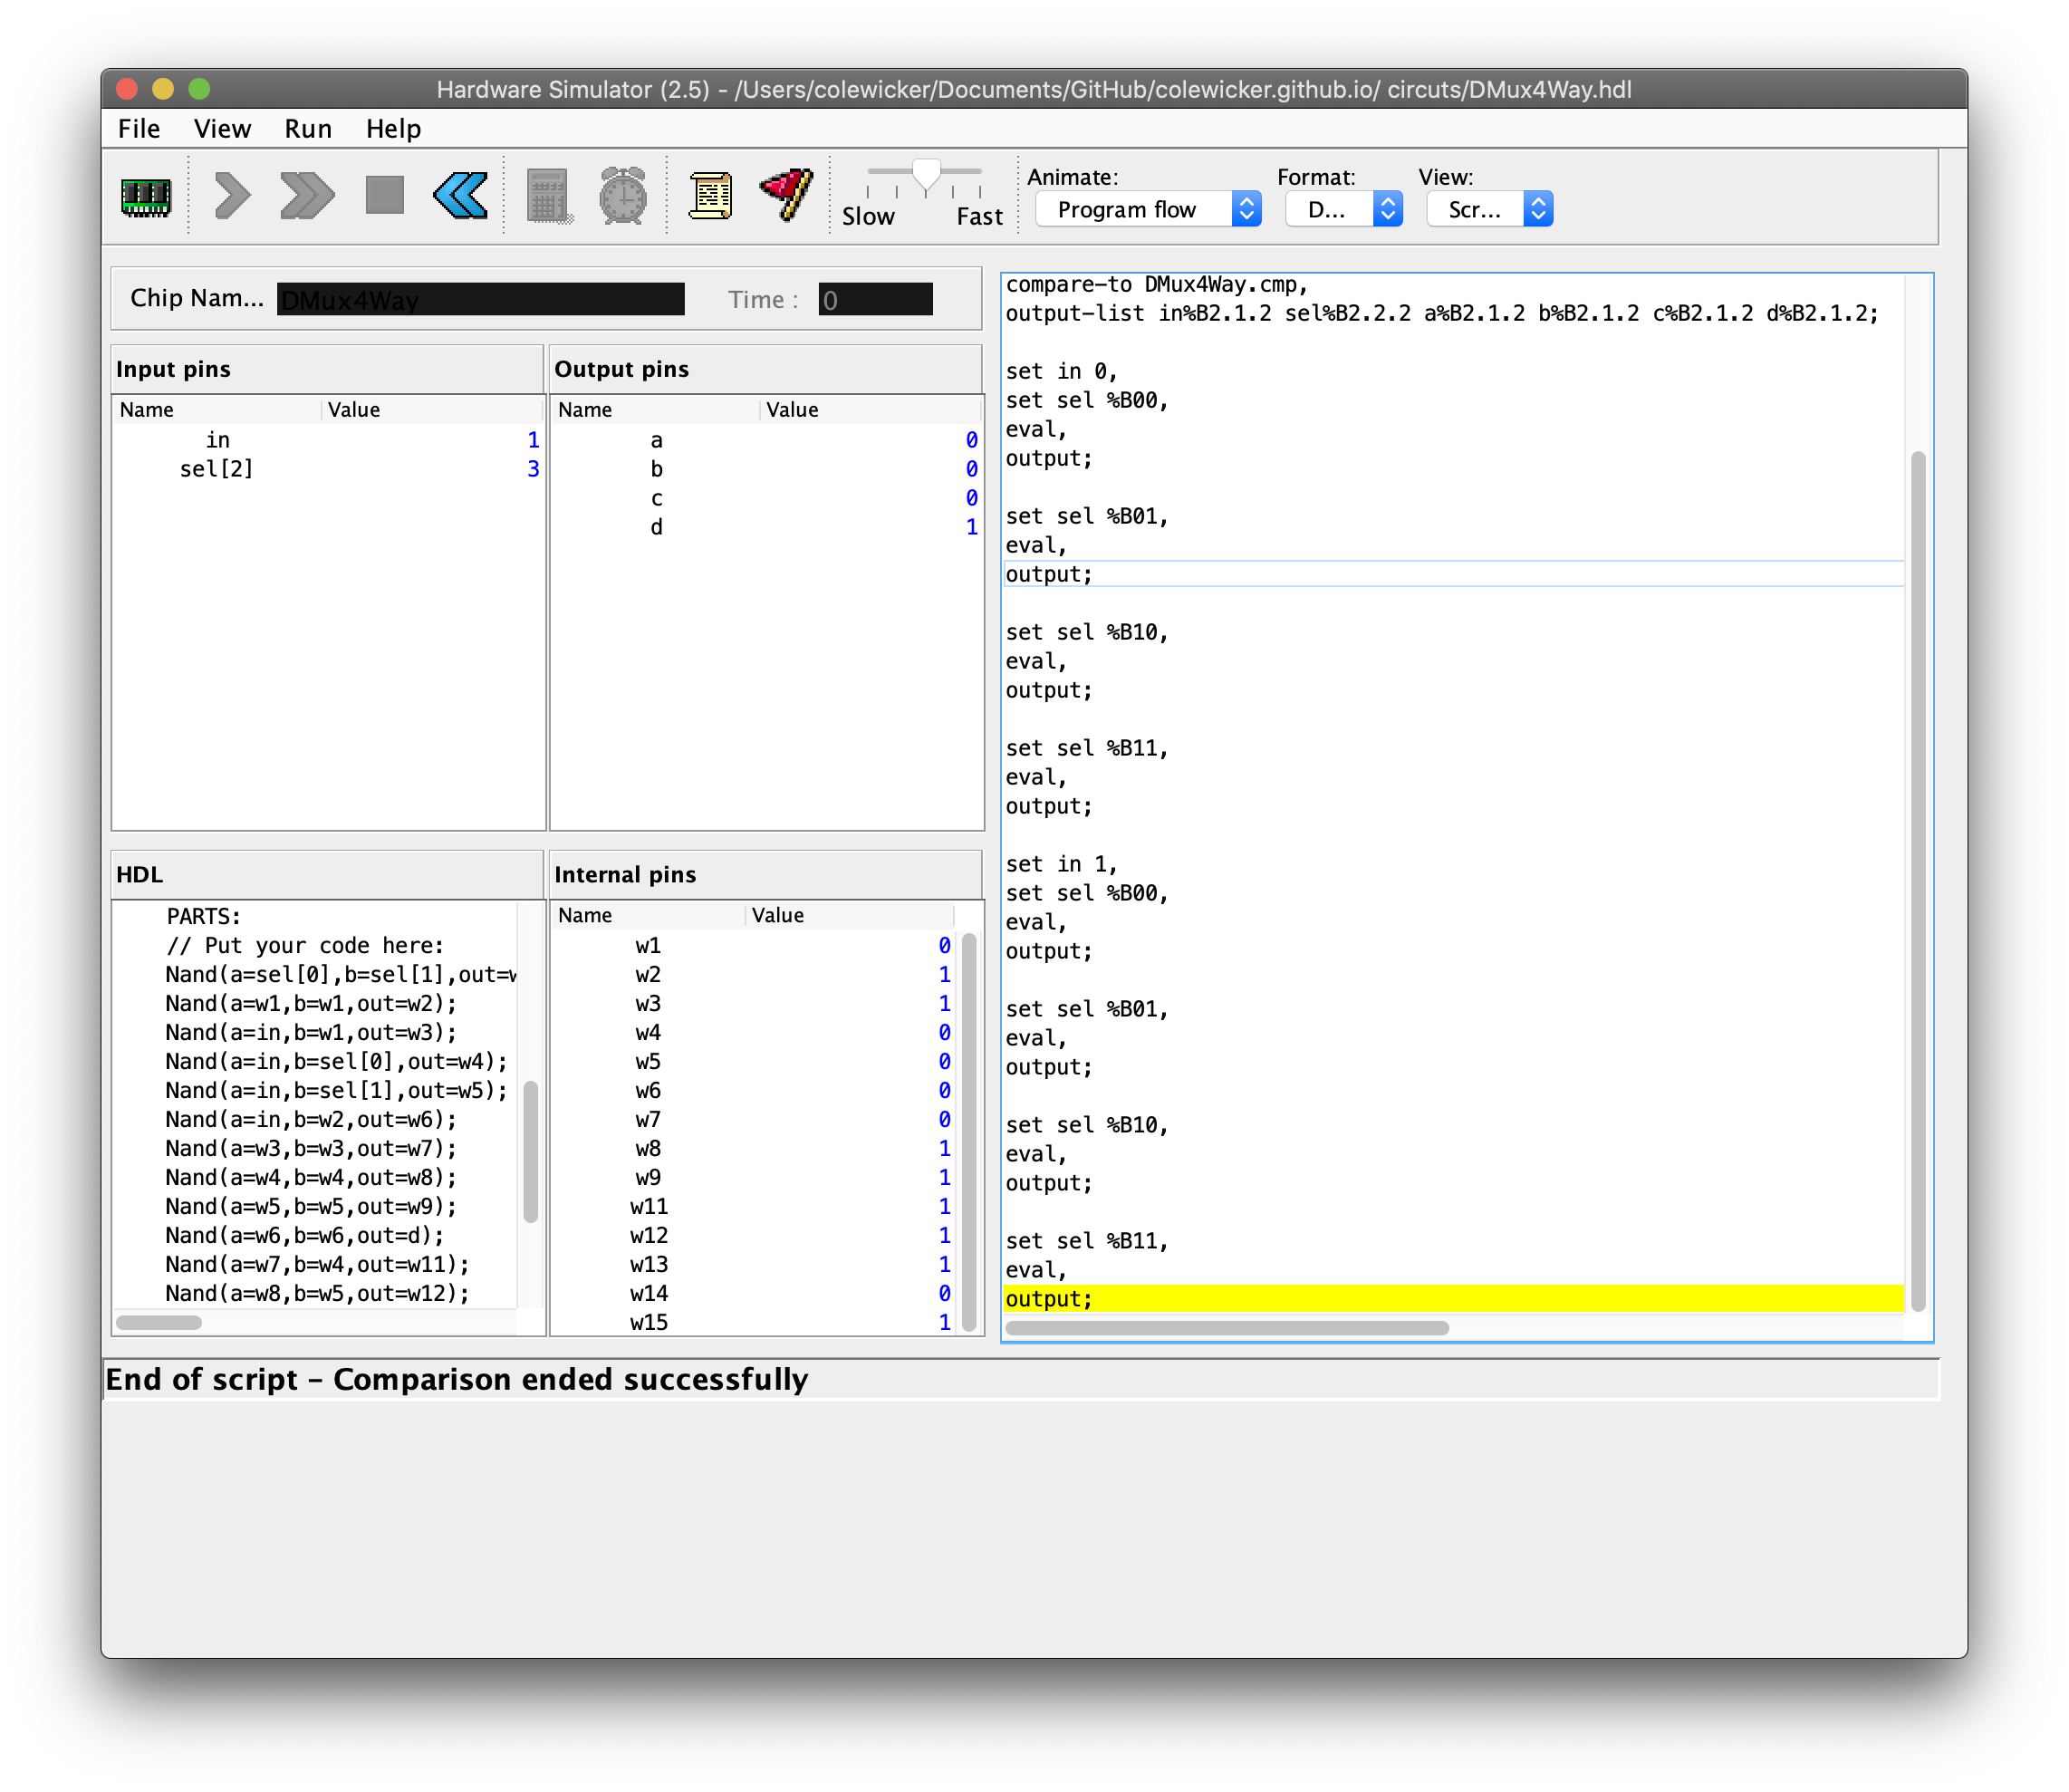 Hardware Simulator (2.5) – /Users/colewicker/Documents/GitHub/colewicker.github.io/ circuts/DMux4Way.hdl
File View Run Help
Slow Fast
Animate:
Program flow
Format:
D...
View:
Scr...
Chip Nam... DMux4Way Time : 0
Input pins
Name Value
in 1
sel[2] 3
Output pins
Name Value
a 0
b 0
c 0
d 1
HDL
PARTS:
// Put your code here:
Nand(a=sel[0],b=sel[1],out=w
Nand(a=w1,b=w1,out=w2);
Nand(a=in,b=w1,out=w3);
Nand(a=in,b=sel[0],out=w4);
Nand(a=in,b=sel[1],out=w5);
Nand(a=in,b=w2,out=w6);
Nand(a=w3,b=w3,out=w7);
Nand(a=w4,b=w4,out=w8);
Nand(a=w5,b=w5,out=w9);
Nand(a=w6,b=w6,out=d);
Nand(a=w7,b=w4,out=w11);
Nand(a=w8,b=w5,out=w12);
Internal pins
Name Value
w1 0
w2 1
w3 1
w4 0
w5 0
w6 0
w7 0
w8 1
w9 1
w11 1
w12 1
w13 1
w14 0
w15 1
compare-to DMux4Way.cmp,
output-list in%B2.1.2 sel%B2.2.2 a%B2.1.2 b%B2.1.2 c%B2.1.2 d%B2.1.2;
set in 0,
set sel %B00,
eval,
output;
set sel %B01,
eval,
output;
set sel %B10,
eval,
output;
set sel %B11,
eval,
output;
set in 1,
set sel %B00,
eval,
output;
set sel %B01,
eval,
output;
set sel %B10,
eval,
output;
set sel %B11,
eval,
output;
End of script – Comparison ended successfully